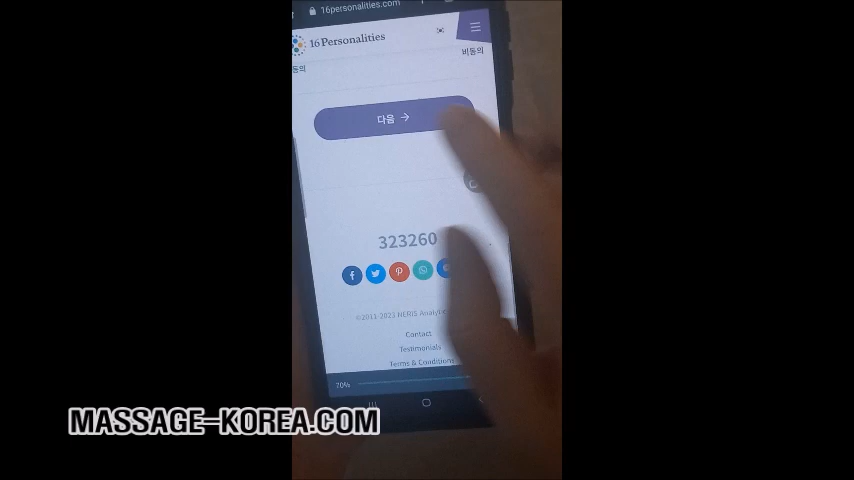 16personalities.com
16Personalities
동의
비동의
다음 →
323260
©2011-2023 NERIS
Contact
Testimonials
Terms & Conditions
70%
MASSAGE-KOREA.COM